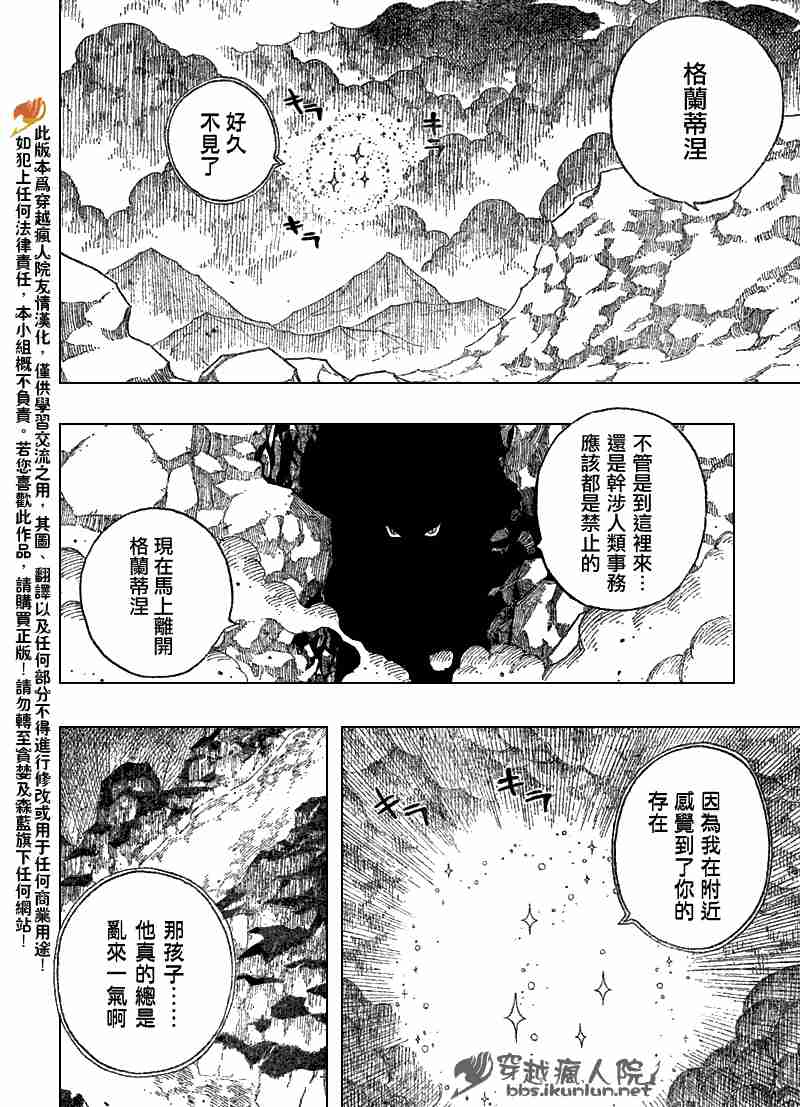 格蘭蒂涅
好久
不見了
キラ
キラ
不管是到這裡來…
還是幹涉人類事務
應該都是禁止的
現在馬上離開
格蘭蒂涅
因為我在附近
感覺到了你的
存在
キラ
キラ
那孩子……
他真的總是
亂來一氣啊
此版本爲穿越瘋人院友情漢化，僅供學習交流之用，其圖、翻譯以及任何部分不得進行修改或用于任何商業用途！
如犯上任何法律責任，本小組概不負責。若您喜歡此作品，請購買正版！請勿轉至貪婪及森藍旗下任何網站！
穿越瘋人院
bbs.ikunlun.net